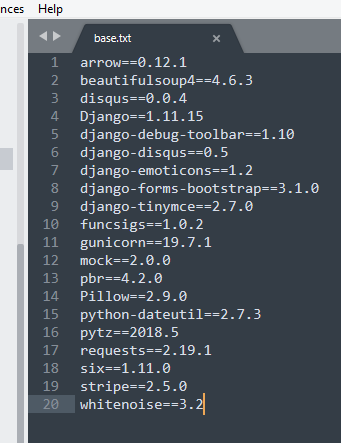 nces Help
base.txt ×
1 arrow==0.12.1
2 beautifulsoup4==4.6.3
3 disqus==0.0.4
4 Django==1.11.15
5 django-debug-toolbar==1.10
6 django-disqus==0.5
7 django-emoticons==1.2
8 django-forms-bootstrap==3.1.0
9 django-tinymce==2.7.0
10 funcsigs==1.0.2
11 gunicorn==19.7.1
12 mock==2.0.0
13 pbr==4.2.0
14 Pillow==2.9.0
15 python-dateutil==2.7.3
16 pytz==2018.5
17 requests==2.19.1
18 six==1.11.0
19 stripe==2.5.0
20 whitenoise==3.2